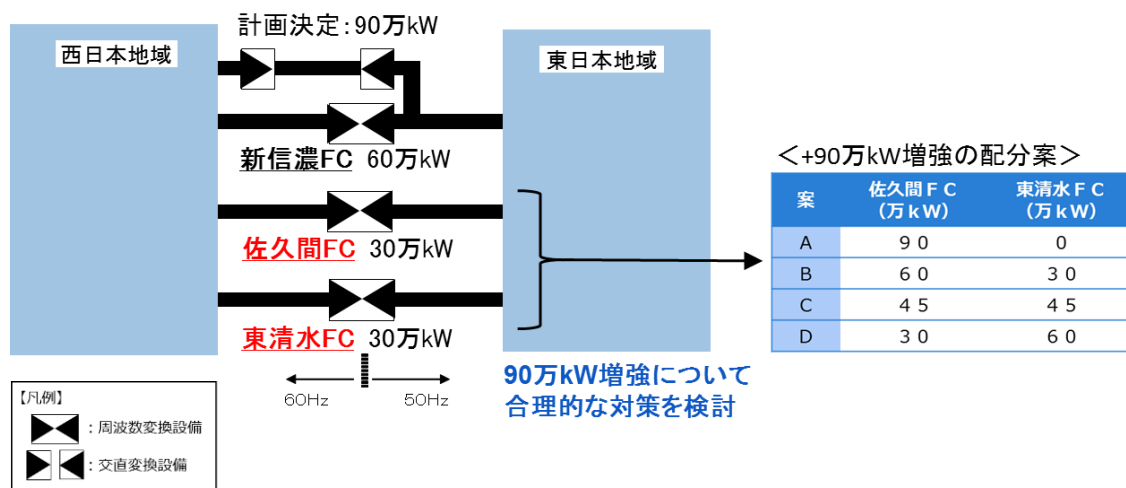 計画決定：90万kW
西日本地域
東日本地域
新信濃FC 60万kW
佐久間FC 30万kW
東清水FC 30万kW
60Hz 50Hz
90万kW増強について
合理的な対策を検討
＜+90万kW増強の配分案＞
案 佐久間ＦＣ（万ｋW） 東清水ＦＣ（万ｋW）
A ９０ ０
B ６０ ３０
C ４５ ４５
D ３０ ６０
【凡例】
：周波数変換設備
：交直変換設備